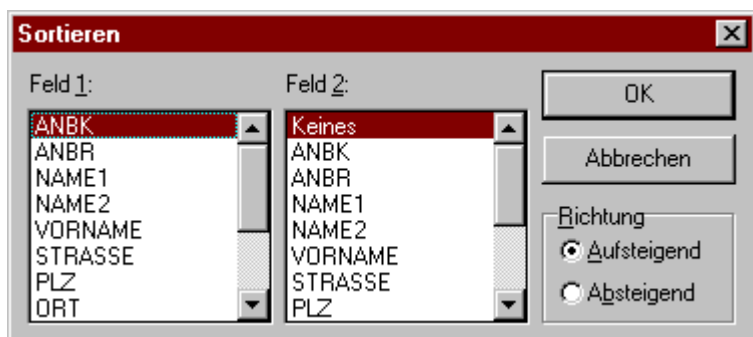 Sortieren
Feld 1:
ANBK
ANBR
NAME1
NAME2
VORNAME
STRASSE
PLZ
ORT
Feld 2:
Keines
ANBK
ANBR
NAME1
NAME2
VORNAME
STRASSE
PLZ
OK
Abbrechen
Richtung
Aufsteigend
Absteigend